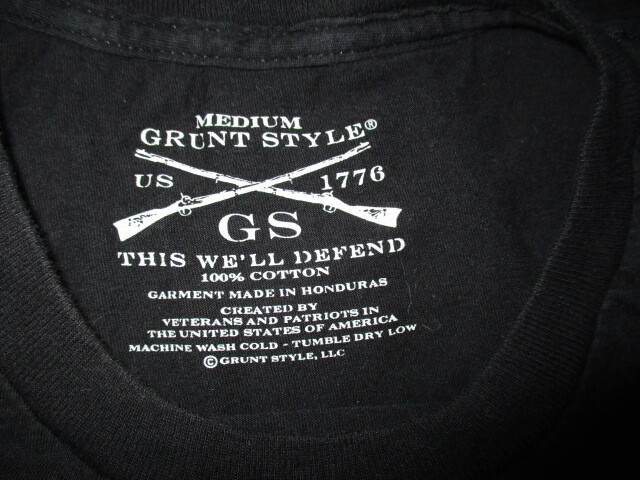 MEDIUM
GRUNT STYLE®
US 1776
GS
THIS WE'LL DEFEND
100% COTTON
GARMENT MADE IN HONDURAS
CREATED BY
VETERANS AND PATRIOTS IN
THE UNITED STATES OF AMERICA
MACHINE WASH COLD - TUMBLE DRY LOW
© GRUNT STYLE, LLC